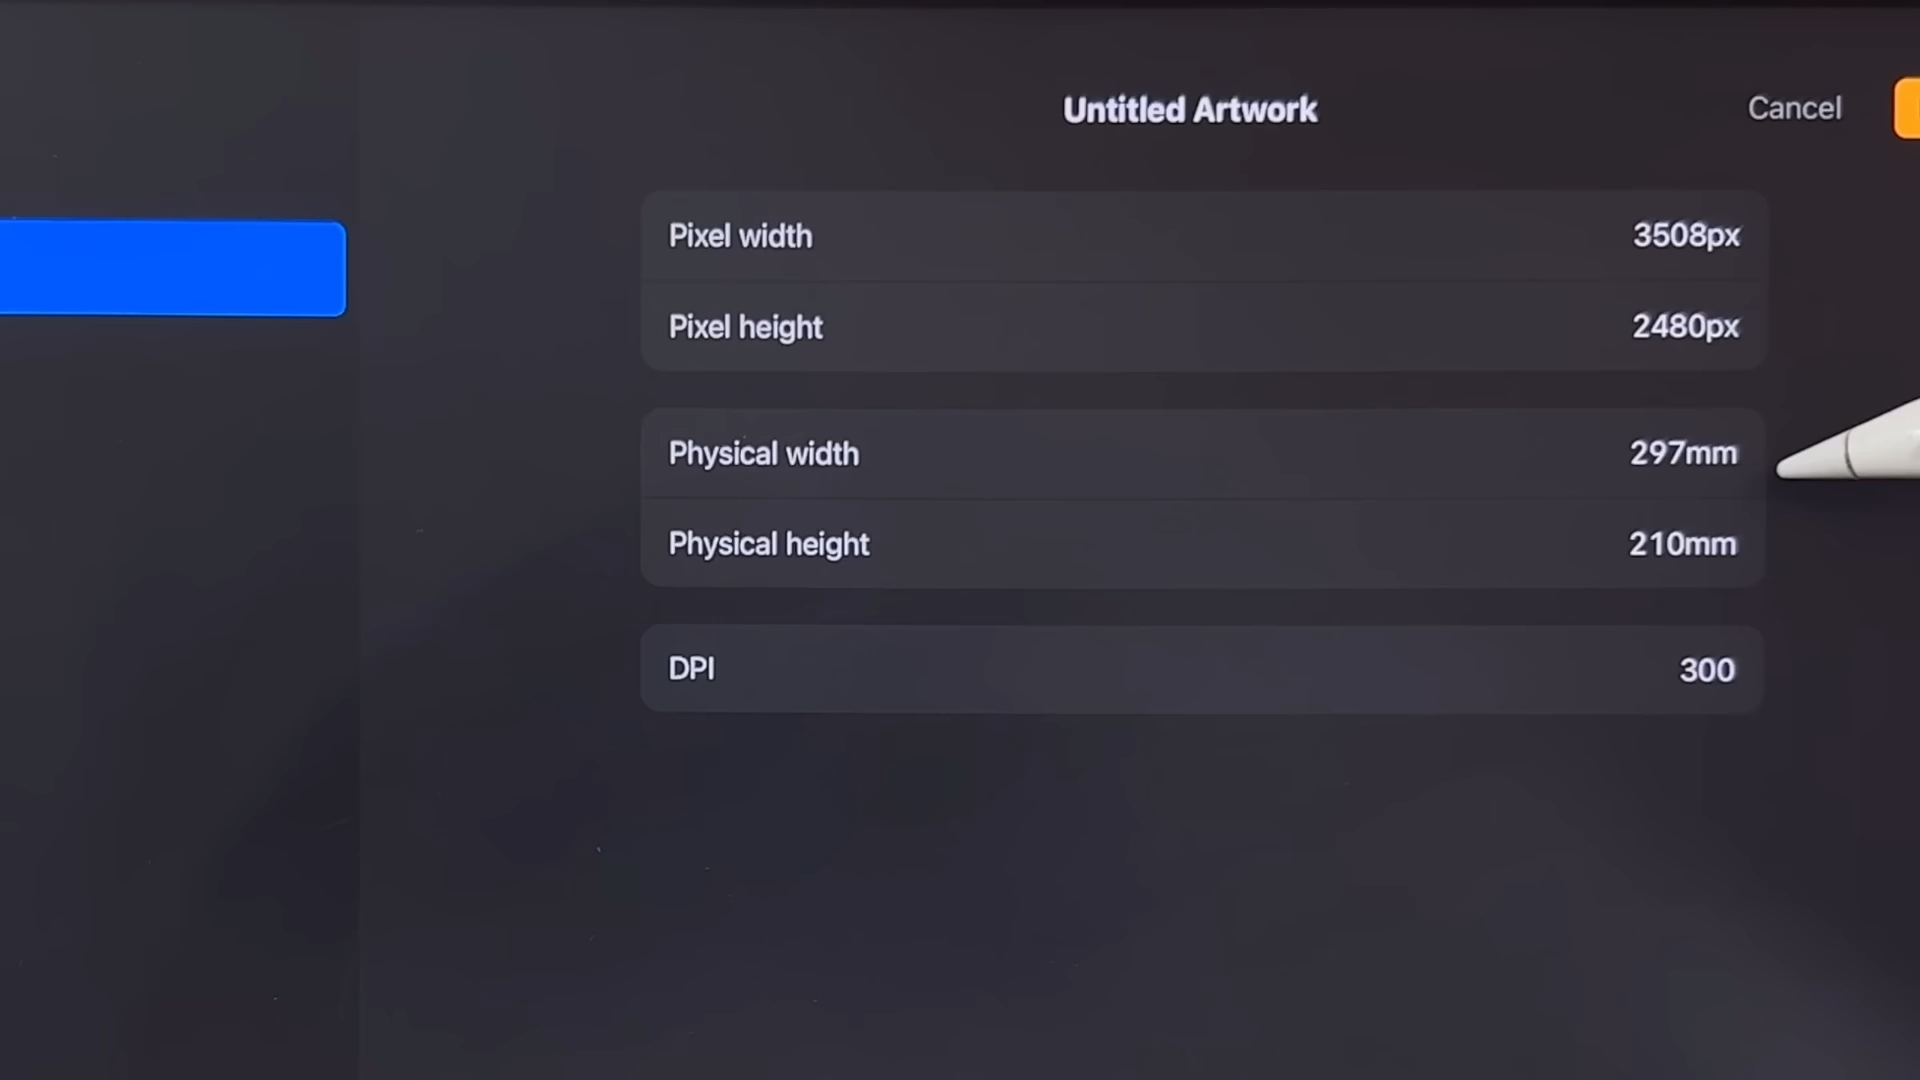 Untitled Artwork
Cancel
Pixel width 3508px
Pixel height 2480px
Physical width 297mm
Physical height 210mm
DPI 300